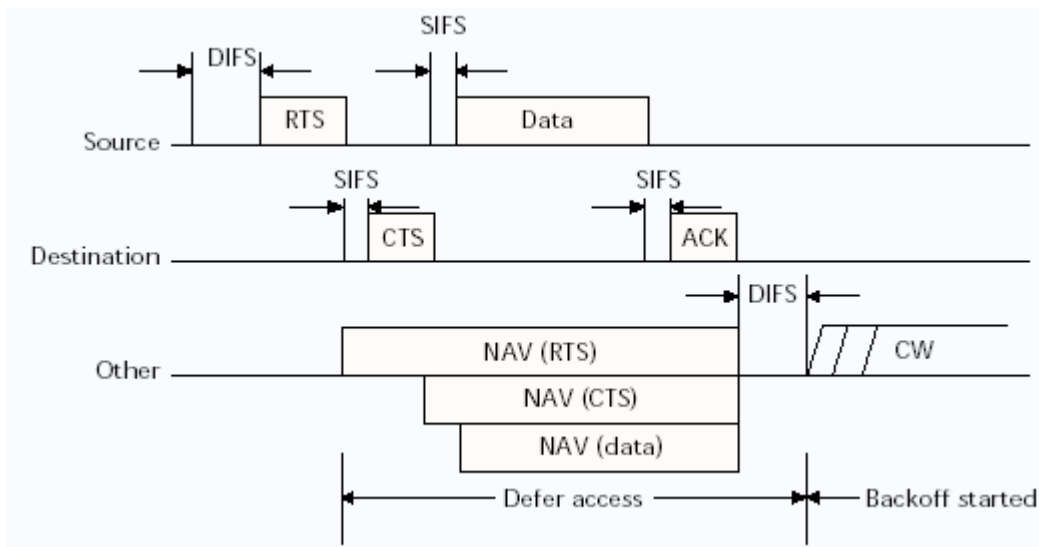 SIFS
DIFS
RTS
Data
Source
SIFS
SIFS
CTS
ACK
Destination
DIFS
NAV (RTS)
CW
Other
NAV (CTS)
NAV (data)
Defer access
Backoff started